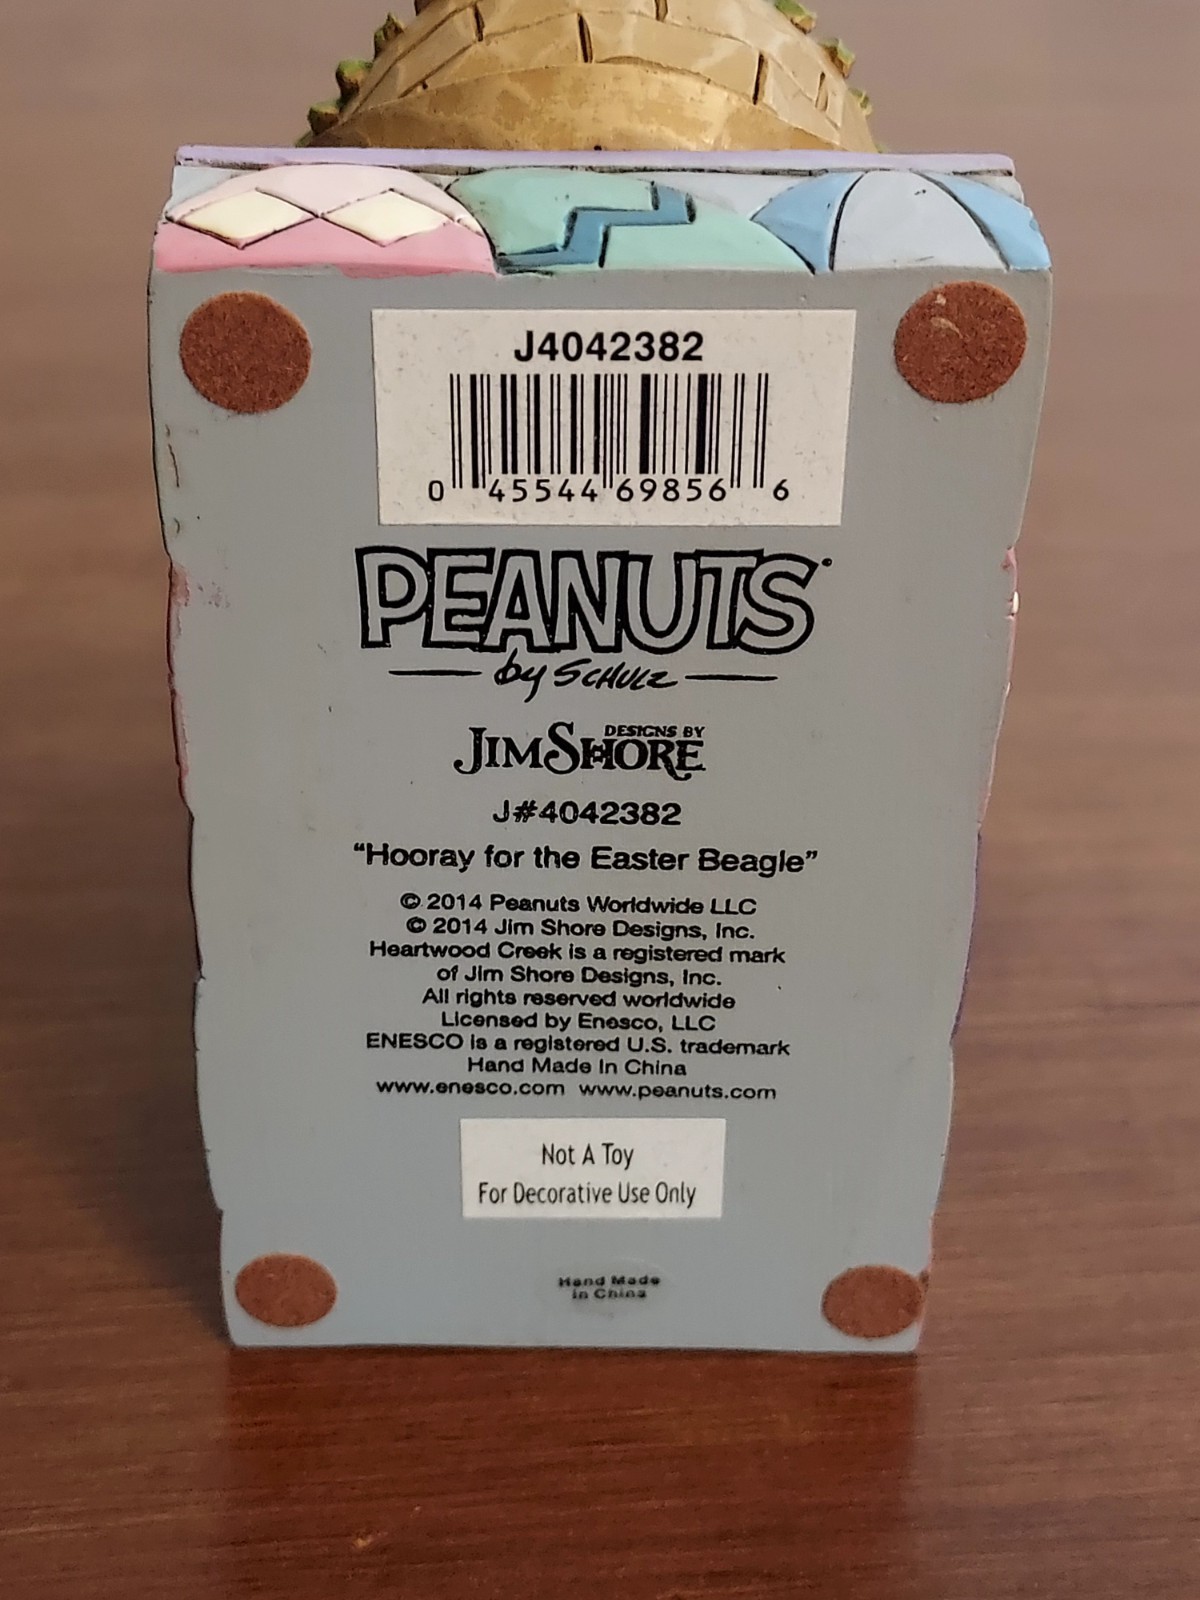 J4042382
0 45544 69856 6
PEANUTS
by SCHULZ
DESIGNS BY
JIM SHORE
J#4042382
“Hooray for the Easter Beagle”
© 2014 Peanuts Worldwide LLC
© 2014 Jim Shore Designs, Inc.
Heartwood Creek is a registered mark
of Jim Shore Designs, Inc.
All rights reserved worldwide
Licensed by Enesco, LLC
ENESCO is a registered U.S. trademark
Hand Made In China
www.enesco.com www.peanuts.com
Not A Toy
For Decorative Use Only
Hand Made
in China